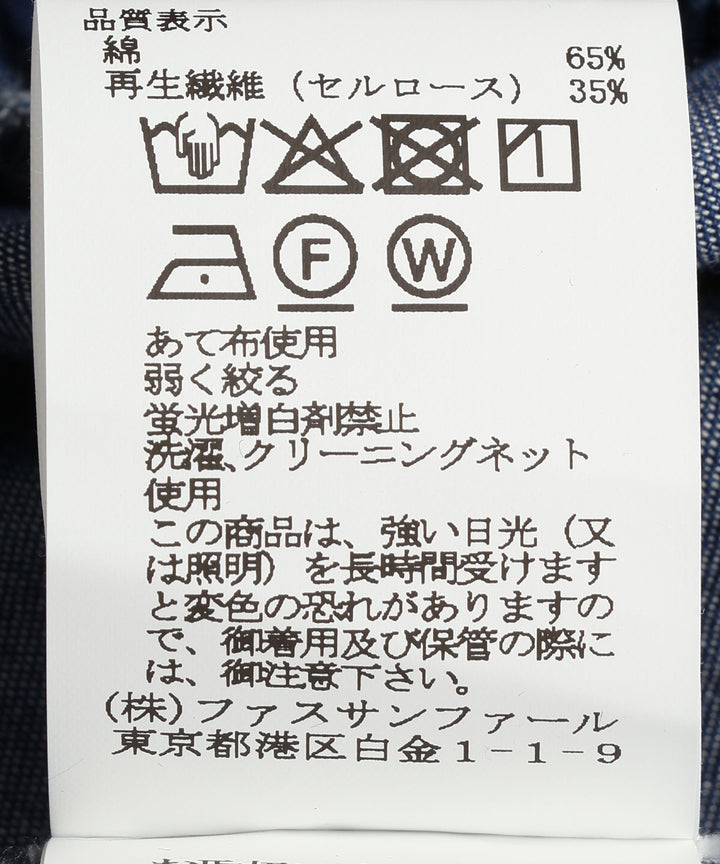 品質表示
綿 65%
再生繊維 (セルロース) 35%
F W
あて布使用
弱く絞る
蛍光増白剤禁止
洗濯、クリーニングネット
使用
この商品は、強い日光（又
は照明）を長時間受けます
と変色の恐れがありますの
で、御着用及び保管の際に
は、御注意下さい。
(株)ファスサンファール
東京都港区白金1-1-9